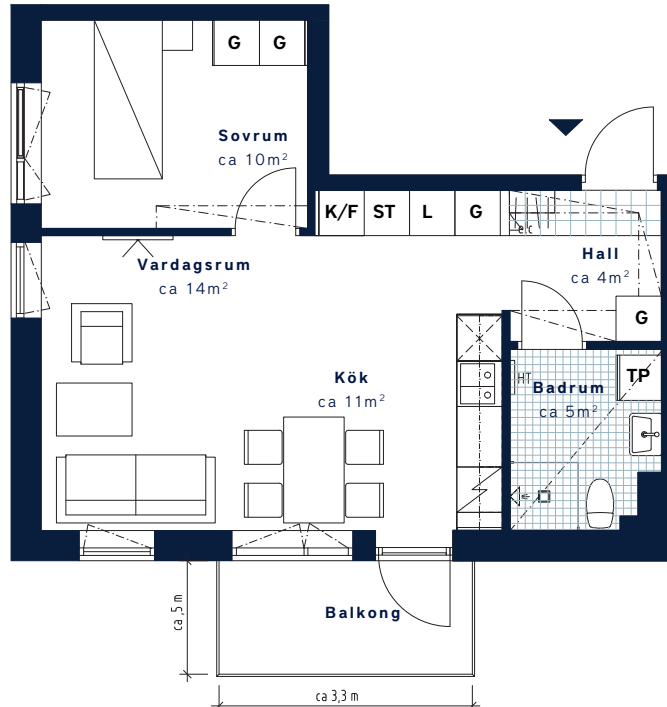 G G
Sovrum
ca 10m²
K/F ST L G
elc
Hall
ca 4m²
Vardagsrum
ca 14m²
G
Kök
ca 11m²
HT
TP
Badrum
ca 5m²
Balkong
ca ,5 m
ca 3,3 m